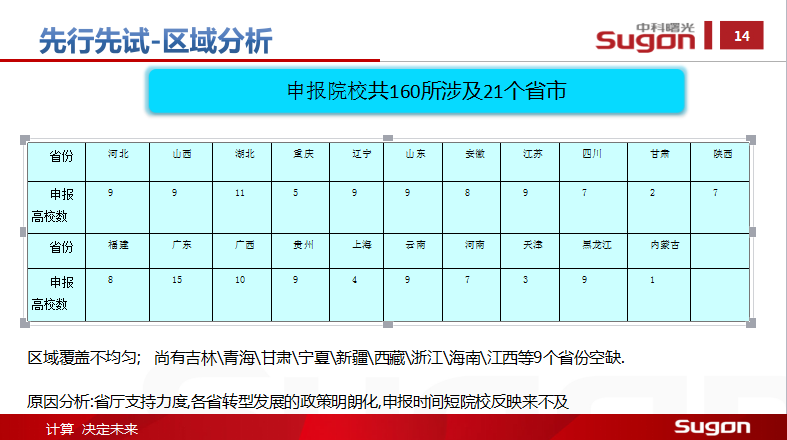 先行先试-区域分析
中科曙光
Sugon
14
申报院校共160所涉及21个省市
省份 河北 山西 湖北 重庆 辽宁 山东 安徽 江苏 四川 甘肃 陕西
申报高校数 9 9 11 5 9 9 8 9 7 2 7
省份 福建 广东 广西 贵州 上海 云南 河南 天津 黑龙江 内蒙古
申报高校数 8 15 10 9 4 9 7 3 9 1
区域覆盖不均匀; 尚有吉林\青海\甘肃\宁夏\新疆\西藏\浙江\海南\江西等9个省份空缺.
原因分析:省厅支持力度,各省转型发展的政策明朗化,申报时间短院校反映来不及
计算 决定未来
Sugon